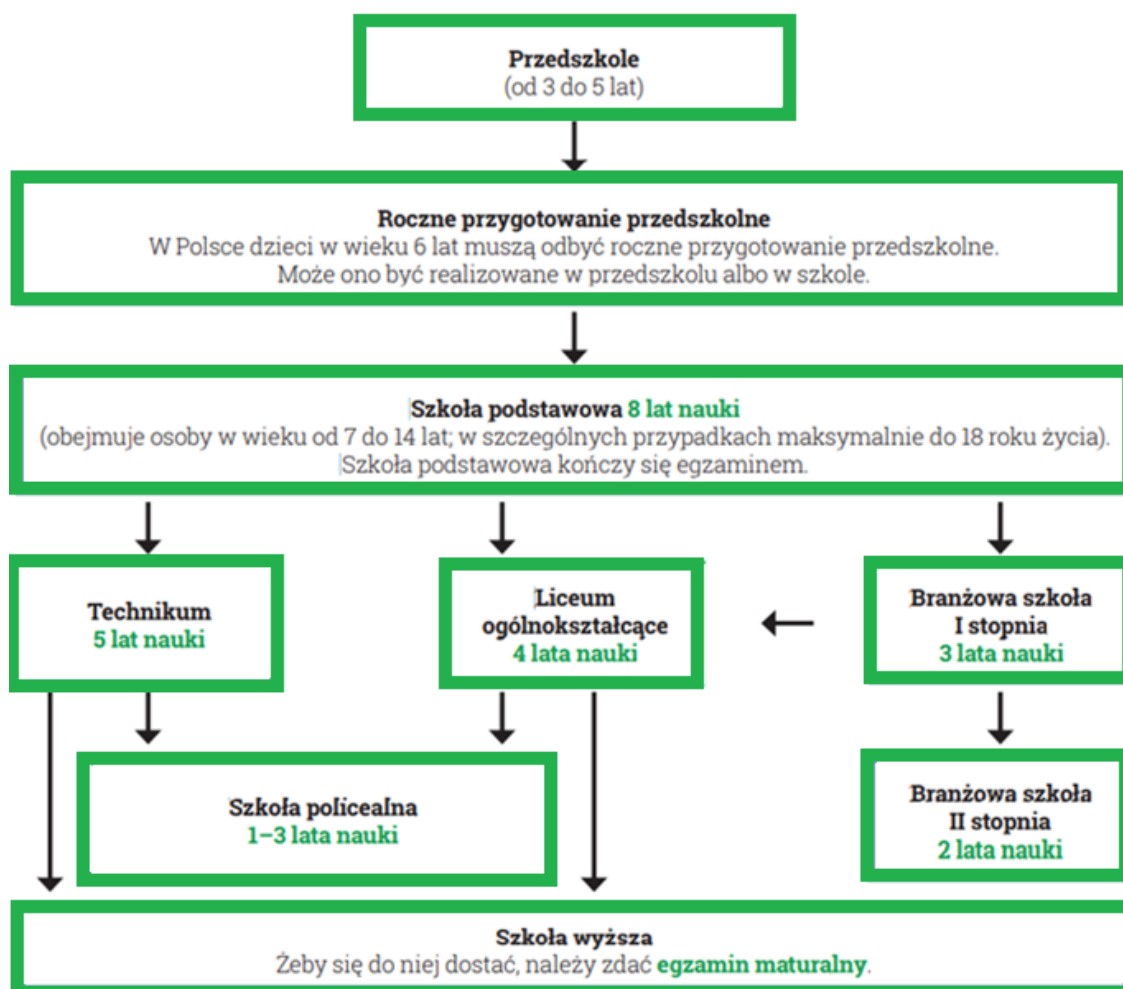 Przedszkole
(od 3 do 5 lat)
Roczne przygotowanie przedszkolne
W Polsce dzieci w wieku 6 lat muszą odbyć roczne przygotowanie przedszkolne.
Może ono być realizowane w przedszkolu albo w szkole.
Szkoła podstawowa 8 lat nauki
(obejmuje osoby w wieku od 7 do 14 lat; w szczególnych przypadkach maksymalnie do 18 roku życia).
Szkoła podstawowa kończy się egzaminem.
Technikum
5 lat nauki
Liceum
ogólnokształcące
4 lata nauki
Branżowa szkoła
I stopnia
3 lata nauki
Szkoła policealna
1–3 lata nauki
Branżowa szkoła
II stopnia
2 lata nauki
Szkoła wyższa
Żeby się do niej dostać, należy zdać egzamin maturalny.